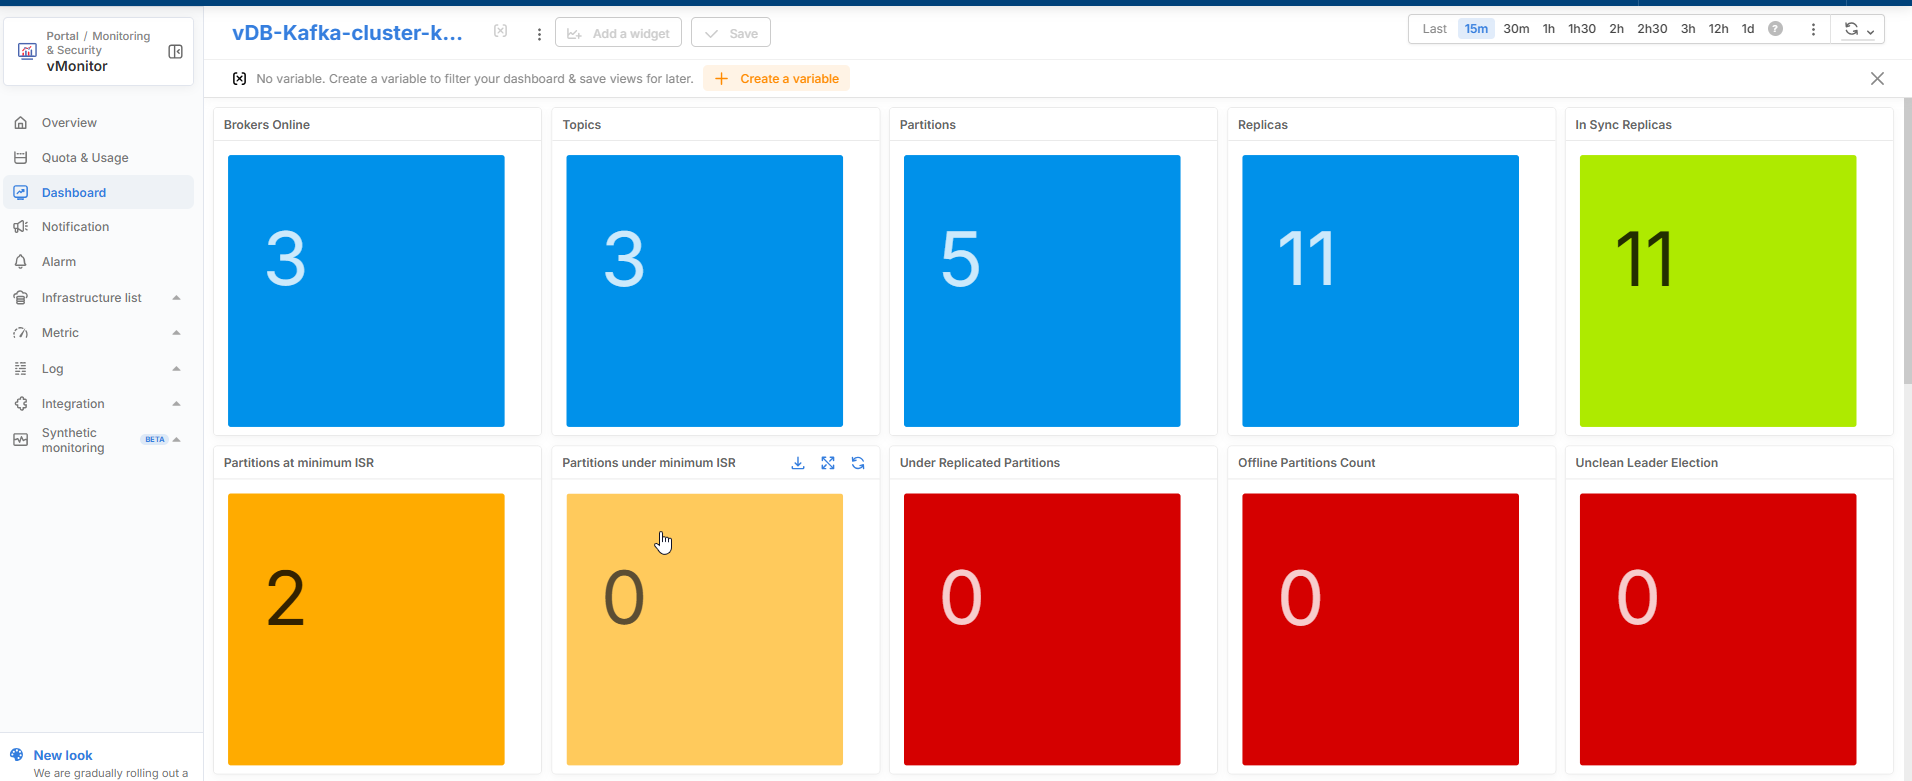 Portal / Monitoring
& Security
vMonitor
Overview
Quota & Usage
Dashboard
Notification
Alarm
Infrastructure list
Metric
Log
Integration
Synthetic
monitoring
BETA
New look
We are gradually rolling out a
vDB-Kafka-cluster-k...
Add a widget
Save
Last 15m 30m 1h 1h30 2h 2h30 3h 12h 1d ?
No variable. Create a variable to filter your dashboard & save views for later.
Create a variable
Brokers Online
3
Topics
3
Partitions
5
Replicas
11
In Sync Replicas
11
Partitions at minimum ISR
2
Partitions under minimum ISR
0
Under Replicated Partitions
0
Offline Partitions Count
0
Unclean Leader Election
0